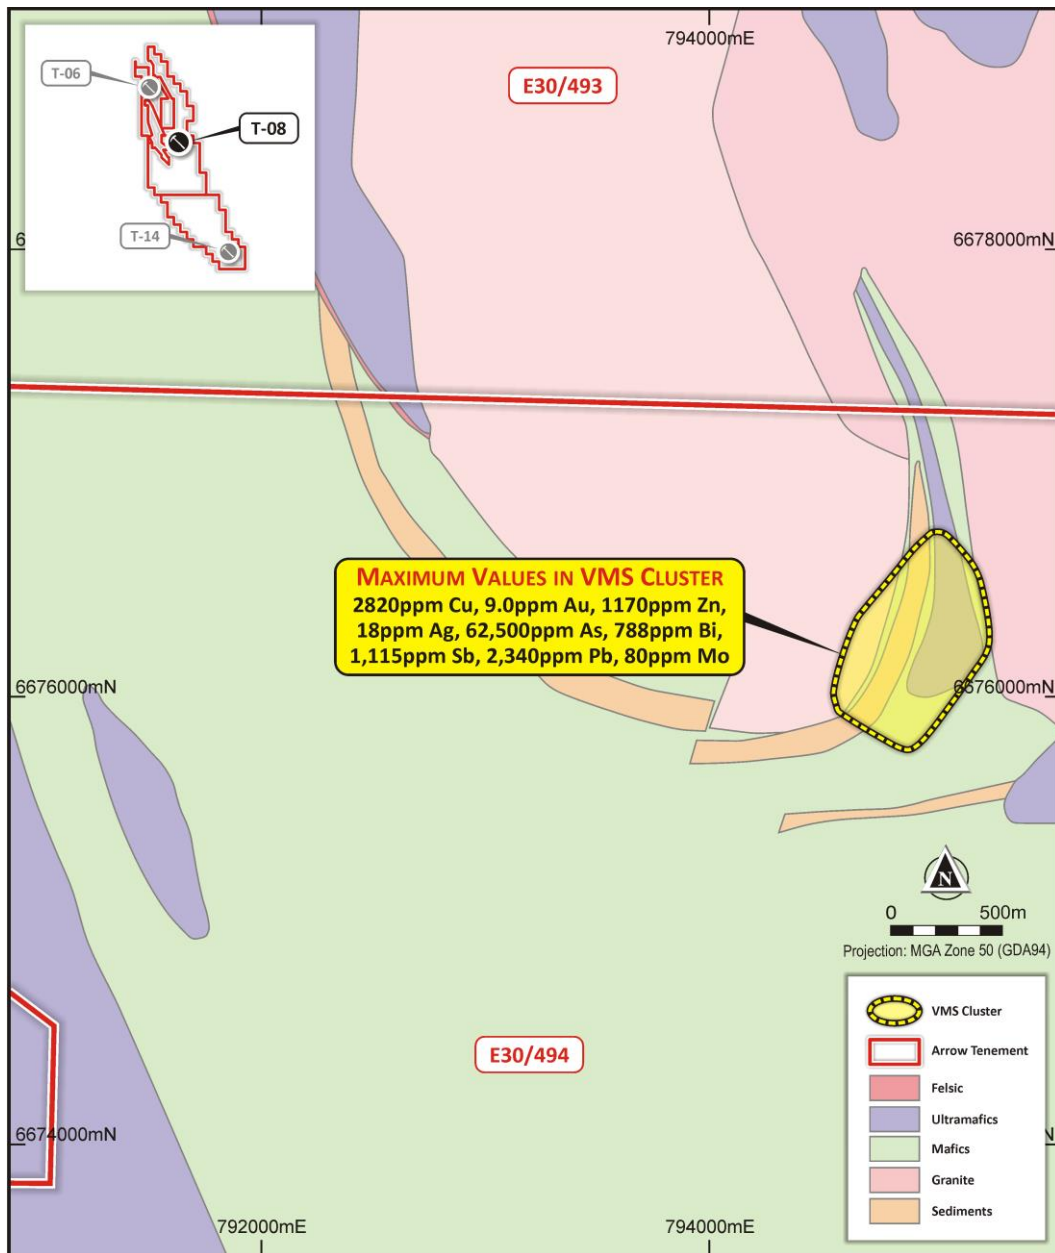 794000mE
E30/493
T-06
T-08
T-14
6
6678000mN
MAXIMUM VALUES IN VMS CLUSTER
2820ppm Cu, 9.0ppm Au, 1170ppm Zn,
18ppm Ag, 62,500ppm As, 788ppm Bi,
1,115ppm Sb, 2,340ppm Pb, 80ppm Mo
6676000mN
6676000mN
N
0 500m
Projection: MGA Zone 50 (GDA94)
E30/494
VMS Cluster
Arrow Tenement
Felsic
Ultramafics
Mafics
Granite
Sediments
6674000mN
N
792000mE
794000mE